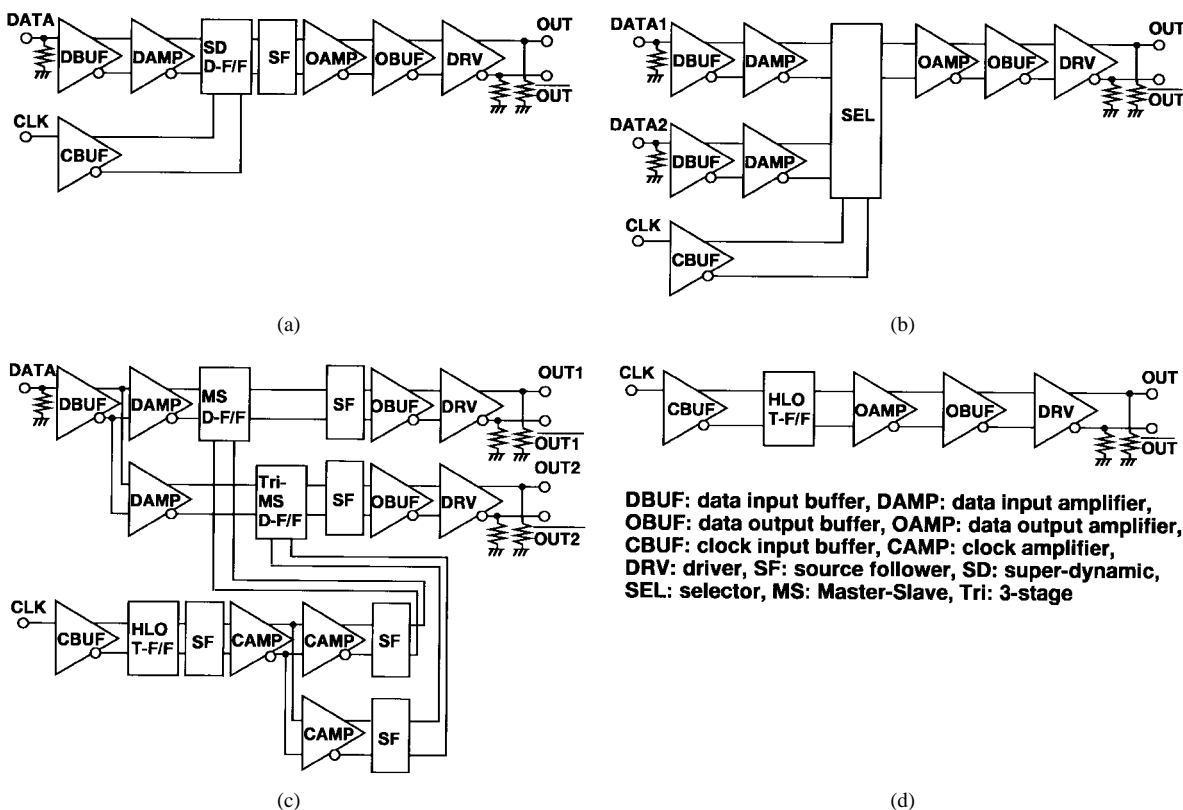 DATA
DBUF
DAMP
SD
D-F/F
SF
OAMP
OBUF
DRV
OUT
OUT
CLK
CBUF
(a)
DATA1
DBUF
DAMP
SEL
OAMP
OBUF
DRV
OUT
OUT
DATA2
DBUF
DAMP
CLK
CBUF
(b)
DATA
DBUF
DAMP
MS
D-F/F
SF
OBUF
DRV
OUT1
OUT1
DAMP
Tri-
MS
D-F/F
SF
OBUF
DRV
OUT2
OUT2
CLK
CBUF
HLO
T-F/F
SF
CAMP
CAMP
SF
CAMP
SF
(c)
CLK
CBUF
HLO
T-F/F
OAMP
OBUF
DRV
OUT
OUT
DBUF: data input buffer, DAMP: data input amplifier,
OBUF: data output buffer, OAMP: data output amplifier,
CBUF: clock input buffer, CAMP: clock amplifier,
DRV: driver, SF: source follower, SD: super-dynamic,
SEL: selector, MS: Master-Slave, Tri: 3-stage
(d)